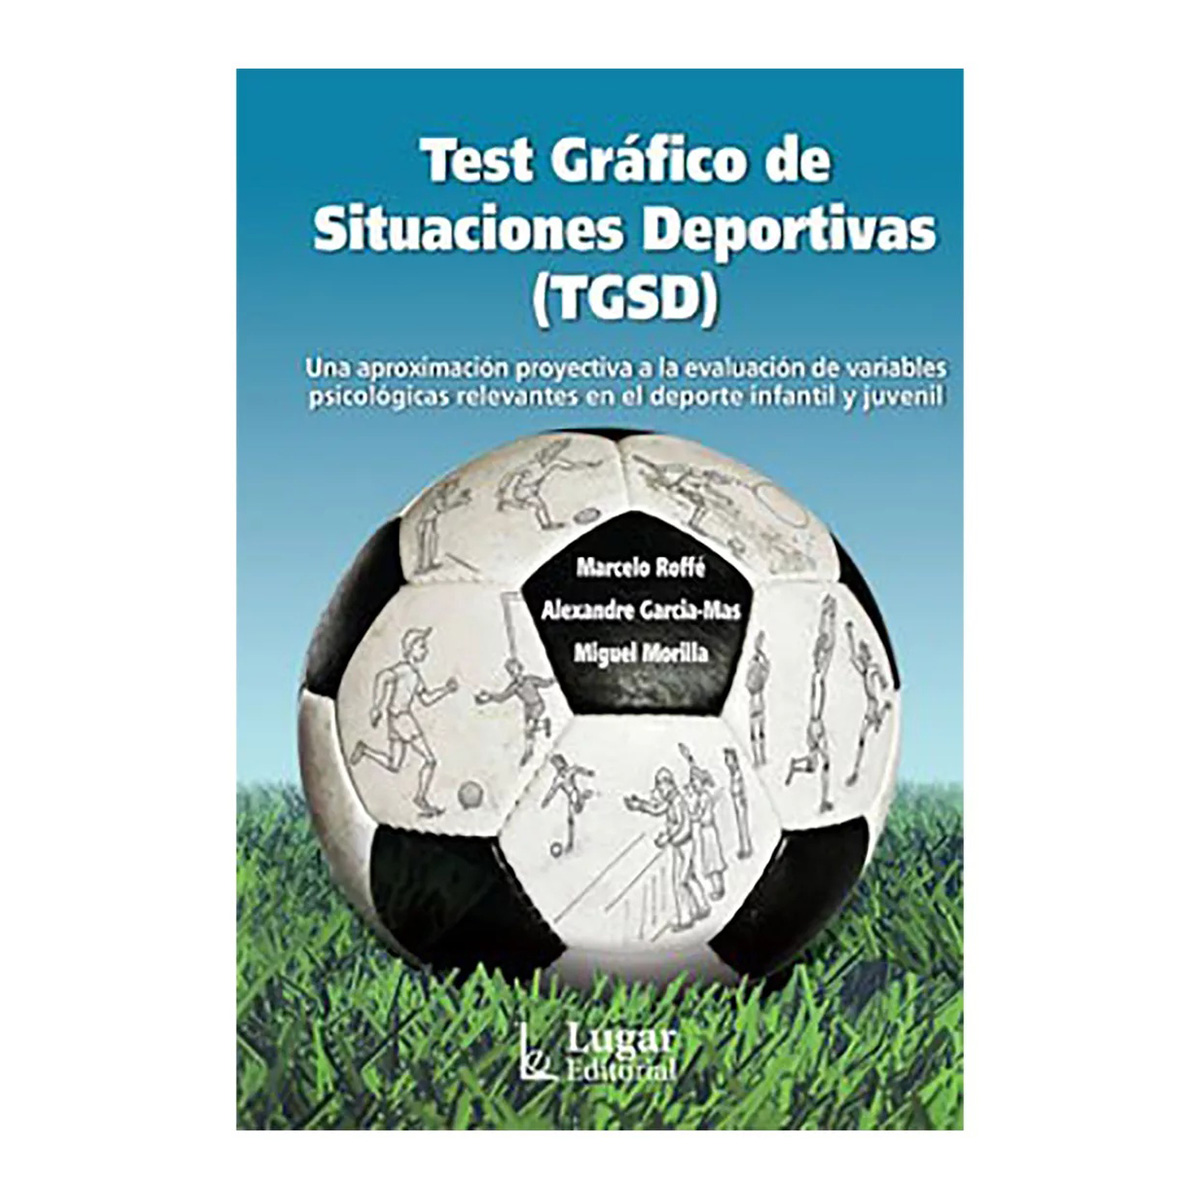 Test Gráfico de
Situaciones Deportivas
(TGSD)
Una aproximación proyectiva a la evaluación de variables
psicológicas relevantes en el deporte infantil y juvenil
Marcelo Roffé
Alexandre Garcia-Mas
Miguel Morilla
Lugar
Editorial